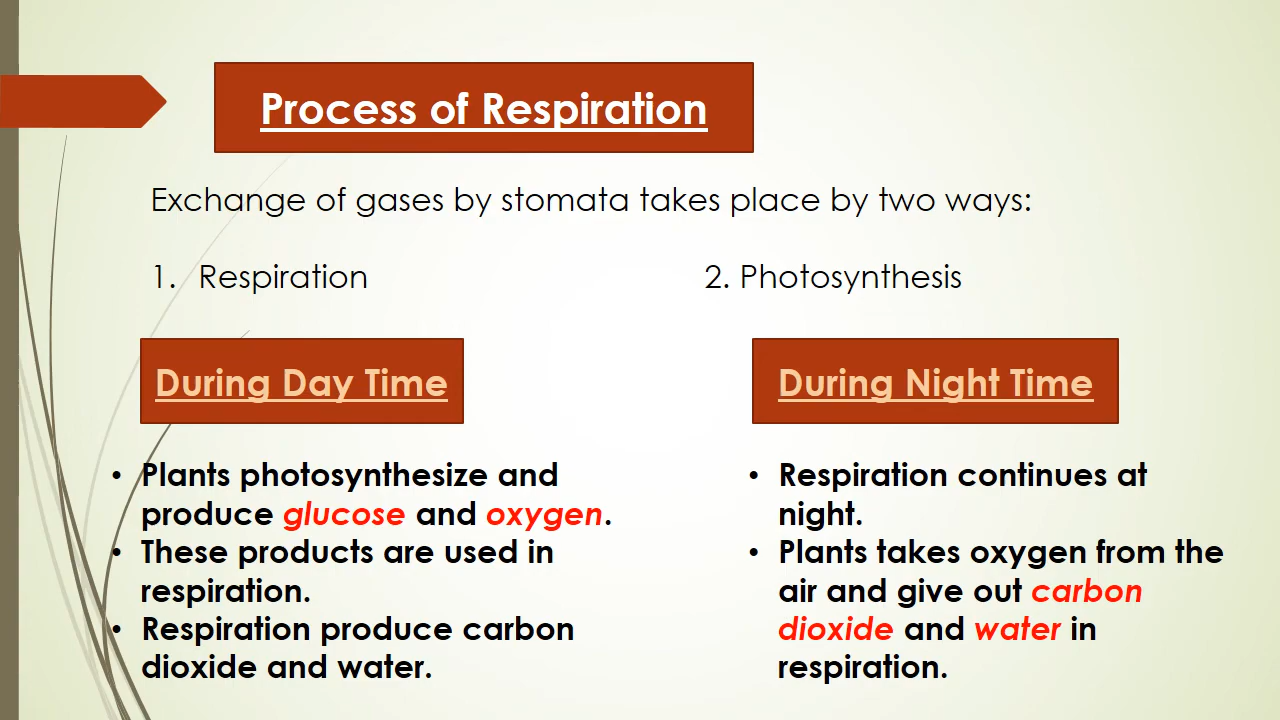 Process of Respiration
Exchange of gases by stomata takes place by two ways:
1. Respiration
2. Photosynthesis
During Day Time
• Plants photosynthesize and
produce glucose and oxygen.
• These products are used in
respiration.
• Respiration produce carbon
dioxide and water.
During Night Time
• Respiration continues at
night.
• Plants takes oxygen from the
air and give out carbon
dioxide and water in
respiration.